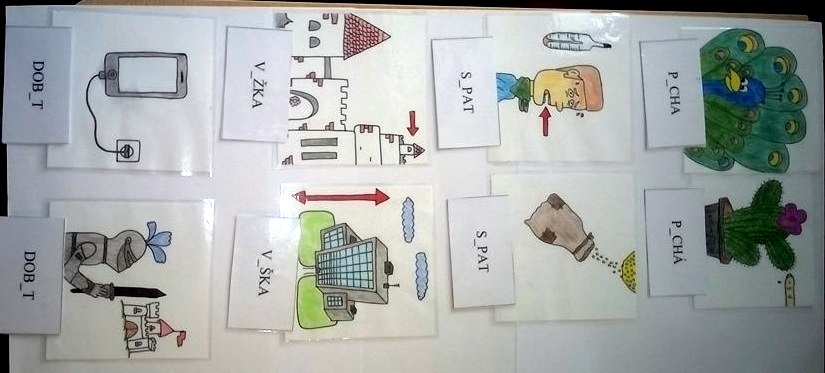 P_CHA
P_CHÁ
S_PAT
S_PAT
V_ŽKA
V_ŠKA
DOB_T
DOB_T